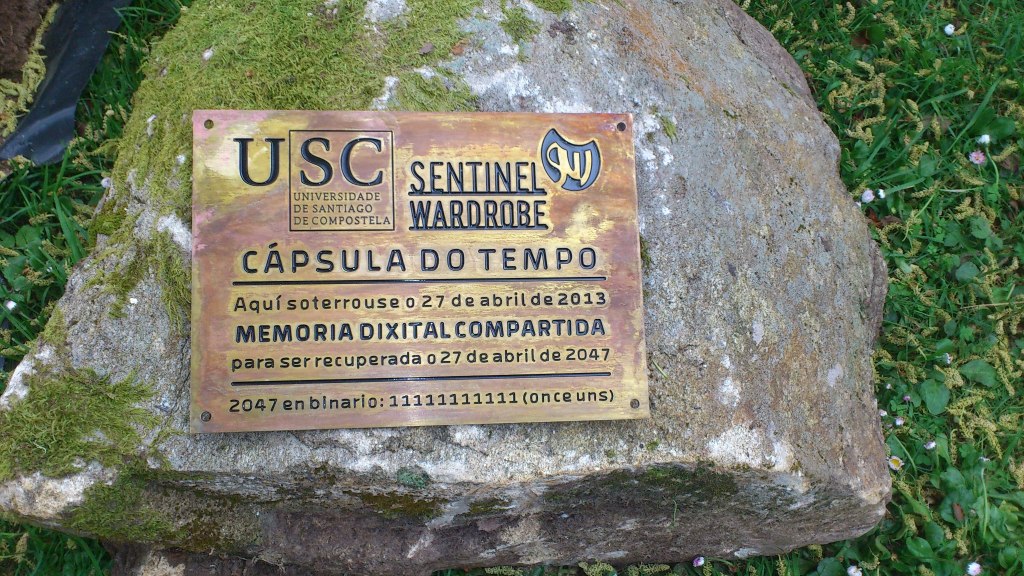 USC
UNIVERSIDADE
DE SANTIAGO
DE COMPOSTELA
SENTINEL
WARDROBE
CÁPSULA DO TEMPO
Aquí soterrouse o 27 de abril de 2013
MEMORIA DIXITAL COMPARTIDA
para ser recuperada o 27 de abril de 2047
2047 en binario: 11111111111 (once uns)